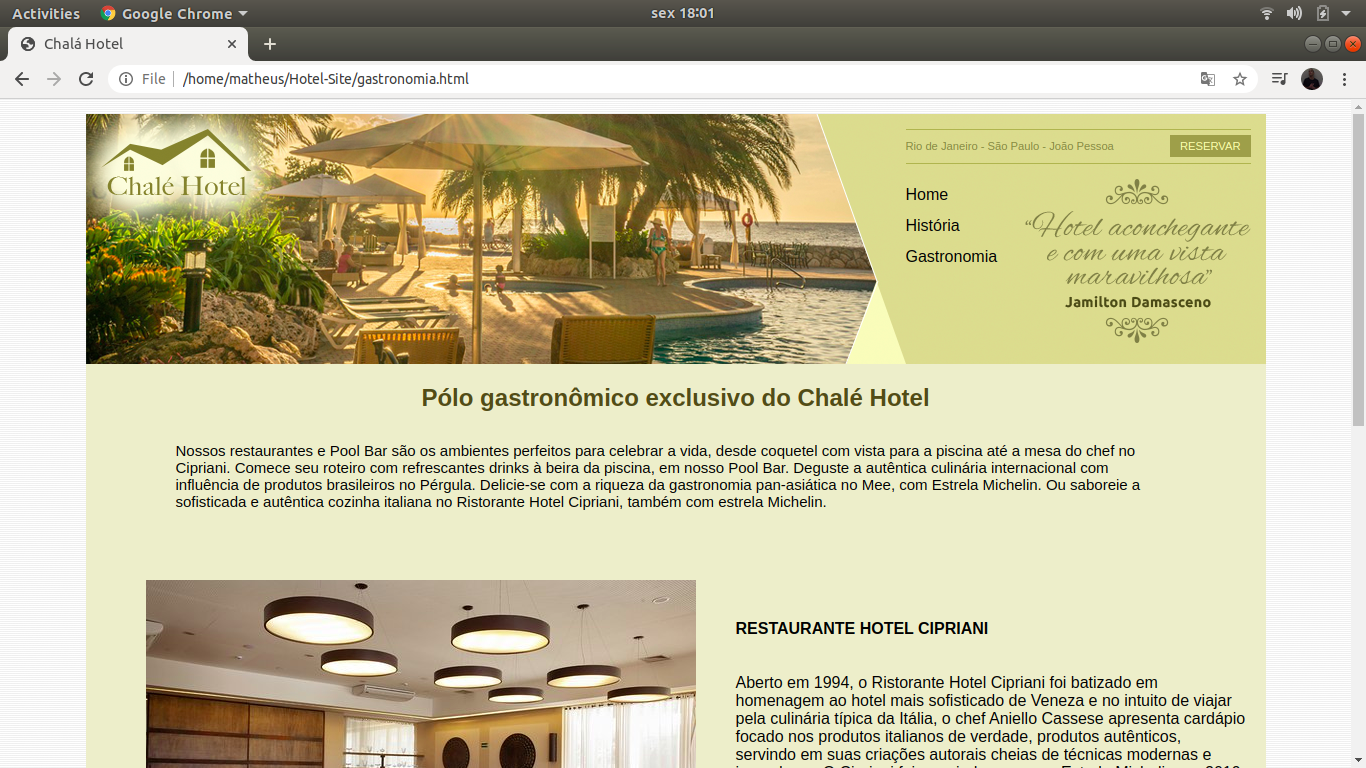 Activities
Google Chrome
sex 18:01
Chalá Hotel
File
/home/matheus/Hotel-Site/gastronomia.html
Chalé Hotel
Rio de Janeiro - São Paulo - João Pessoa
RESERVAR
Home
História
Gastronomia
“Hotel aconchegante
e com uma vista
maravilhosa”
Jamilton Damasceno
Pólo gastronômico exclusivo do Chalé Hotel
Nossos restaurantes e Pool Bar são os ambientes perfeitos para celebrar a vida, desde coquetel com vista para a piscina até a mesa do chef no
Cipriani. Comece seu roteiro com refrescantes drinks à beira da piscina, em nosso Pool Bar. Deguste a autêntica culinária internacional com
influência de produtos brasileiros no Pérgula. Delicie-se com a riqueza da gastronomia pan-asiática no Mee, com Estrela Michelin. Ou saboreie a
sofisticada e autêntica cozinha italiana no Ristorante Hotel Cipriani, também com estrela Michelin.
RESTAURANTE HOTEL CIPRIANI
Aberto em 1994, o Ristorante Hotel Cipriani foi batizado em
homenagem ao hotel mais sofisticado de Veneza e no intuito de viajar
pela culinária típica da Itália, o chef Aniello Cassese apresenta cardápio
focado nos produtos italianos de verdade, produtos autênticos,
servindo em suas criações autorais cheias de técnicas modernas e